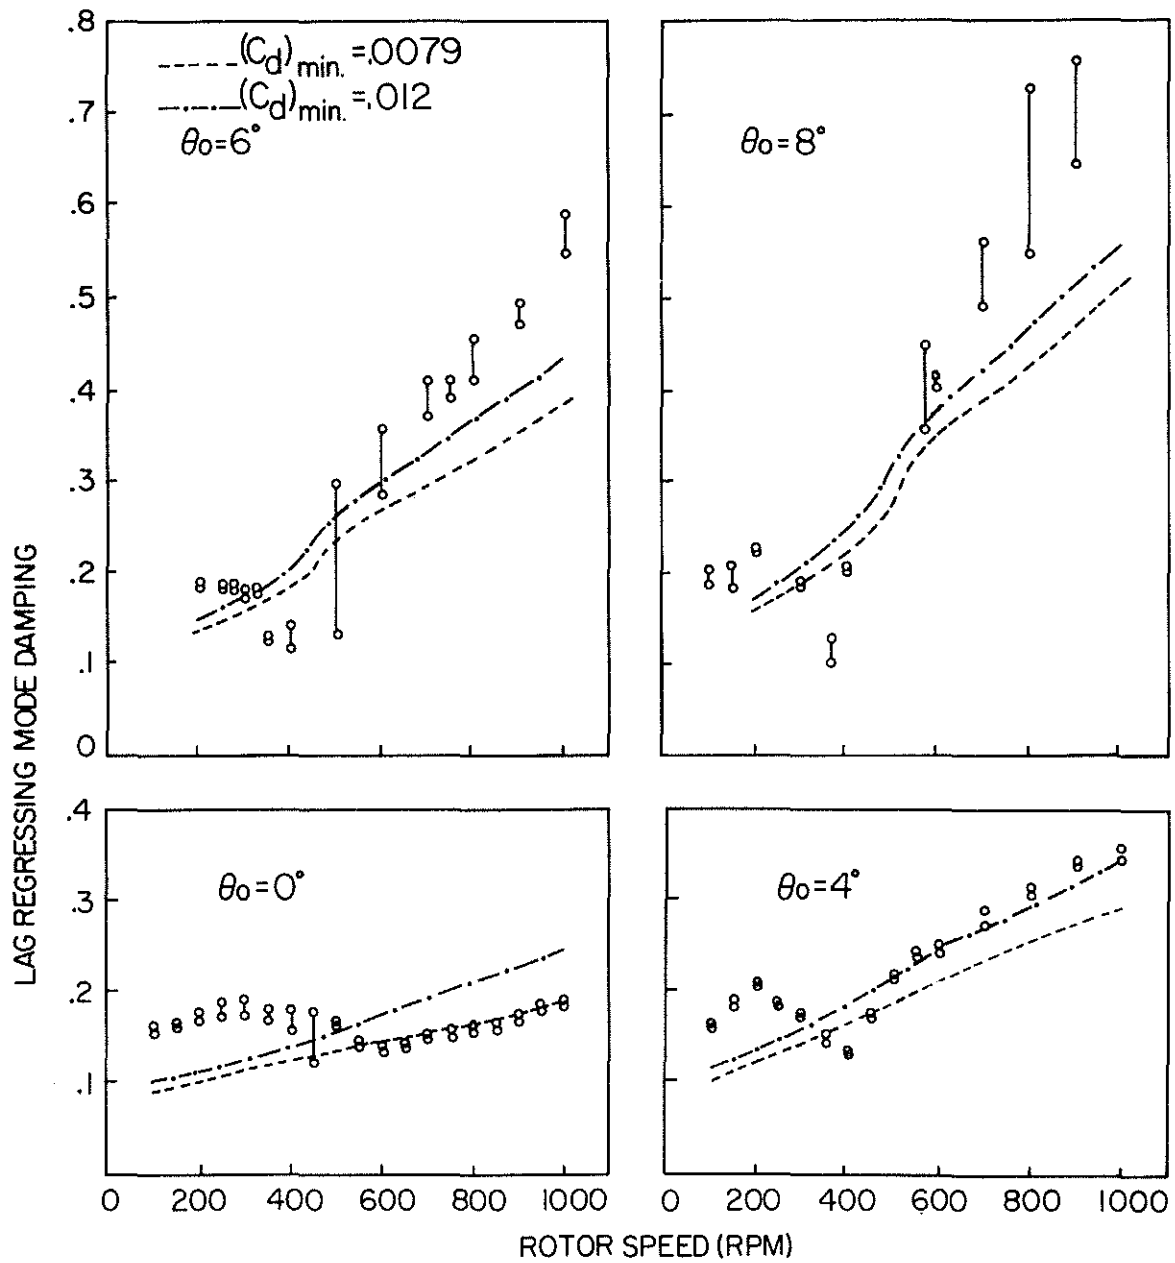 .8
.7
.6
.5
.4
.3
.2
.1
0
(Cd)min. = .0079
(Cd)min. = .012
θo=6°
θo=8°
.4
.3
.2
.1
θo=0°
θo=4°
0 200 400 600 800 1000
0 200 400 600 800 1000
LAG REGRESSING MODE DAMPING
ROTOR SPEED (RPM)